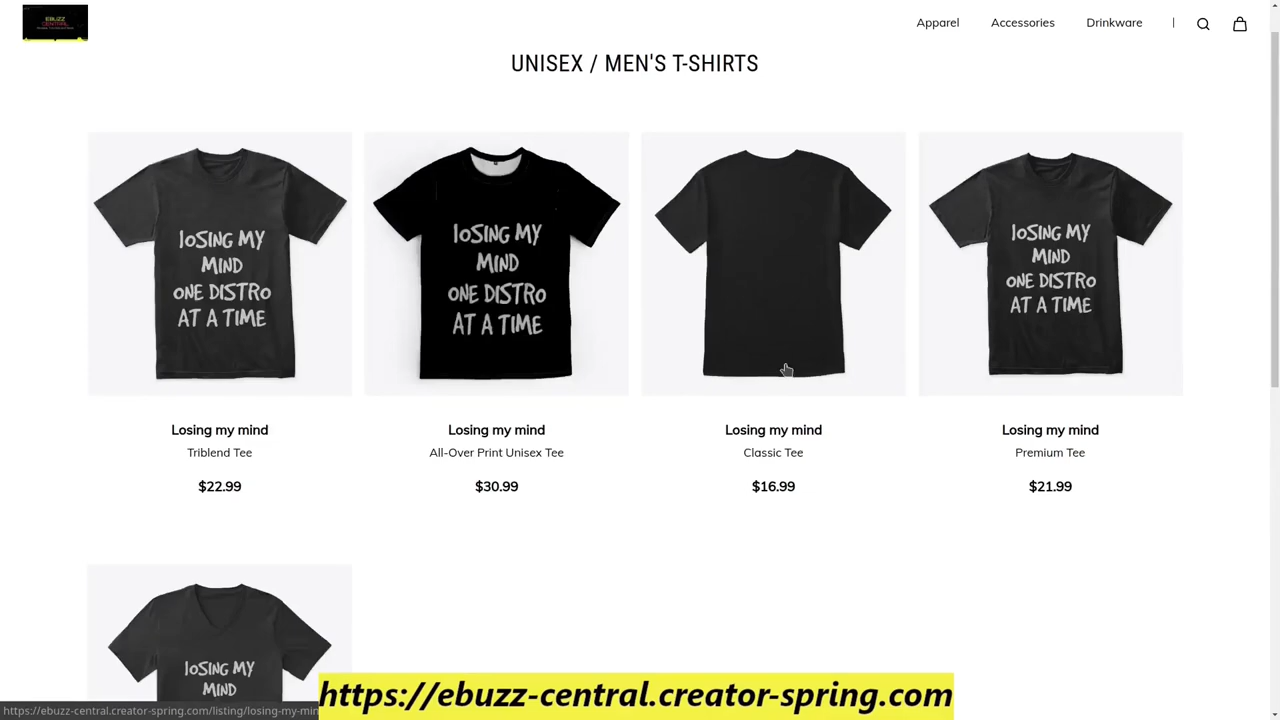 EBUZZ
CENTRAL
Apparel
Accessories
Drinkware
UNISEX / MEN'S T-SHIRTS
lOSING MY
MIND
ONE DISTRO
AT A TIME
lOSING MY
MIND
ONE DISTRO
AT A TIME
lOSING MY
MIND
ONE DISTRO
AT A TIME
Losing my mind
Triblend Tee
$22.99
Losing my mind
All-Over Print Unisex Tee
$30.99
Losing my mind
Classic Tee
$16.99
Losing my mind
Premium Tee
$21.99
lOSING MY
MIND
https://ebuzz-central.creator-spring.com
https://ebuzz-central.creator-spring.com/listing/losing-my-min